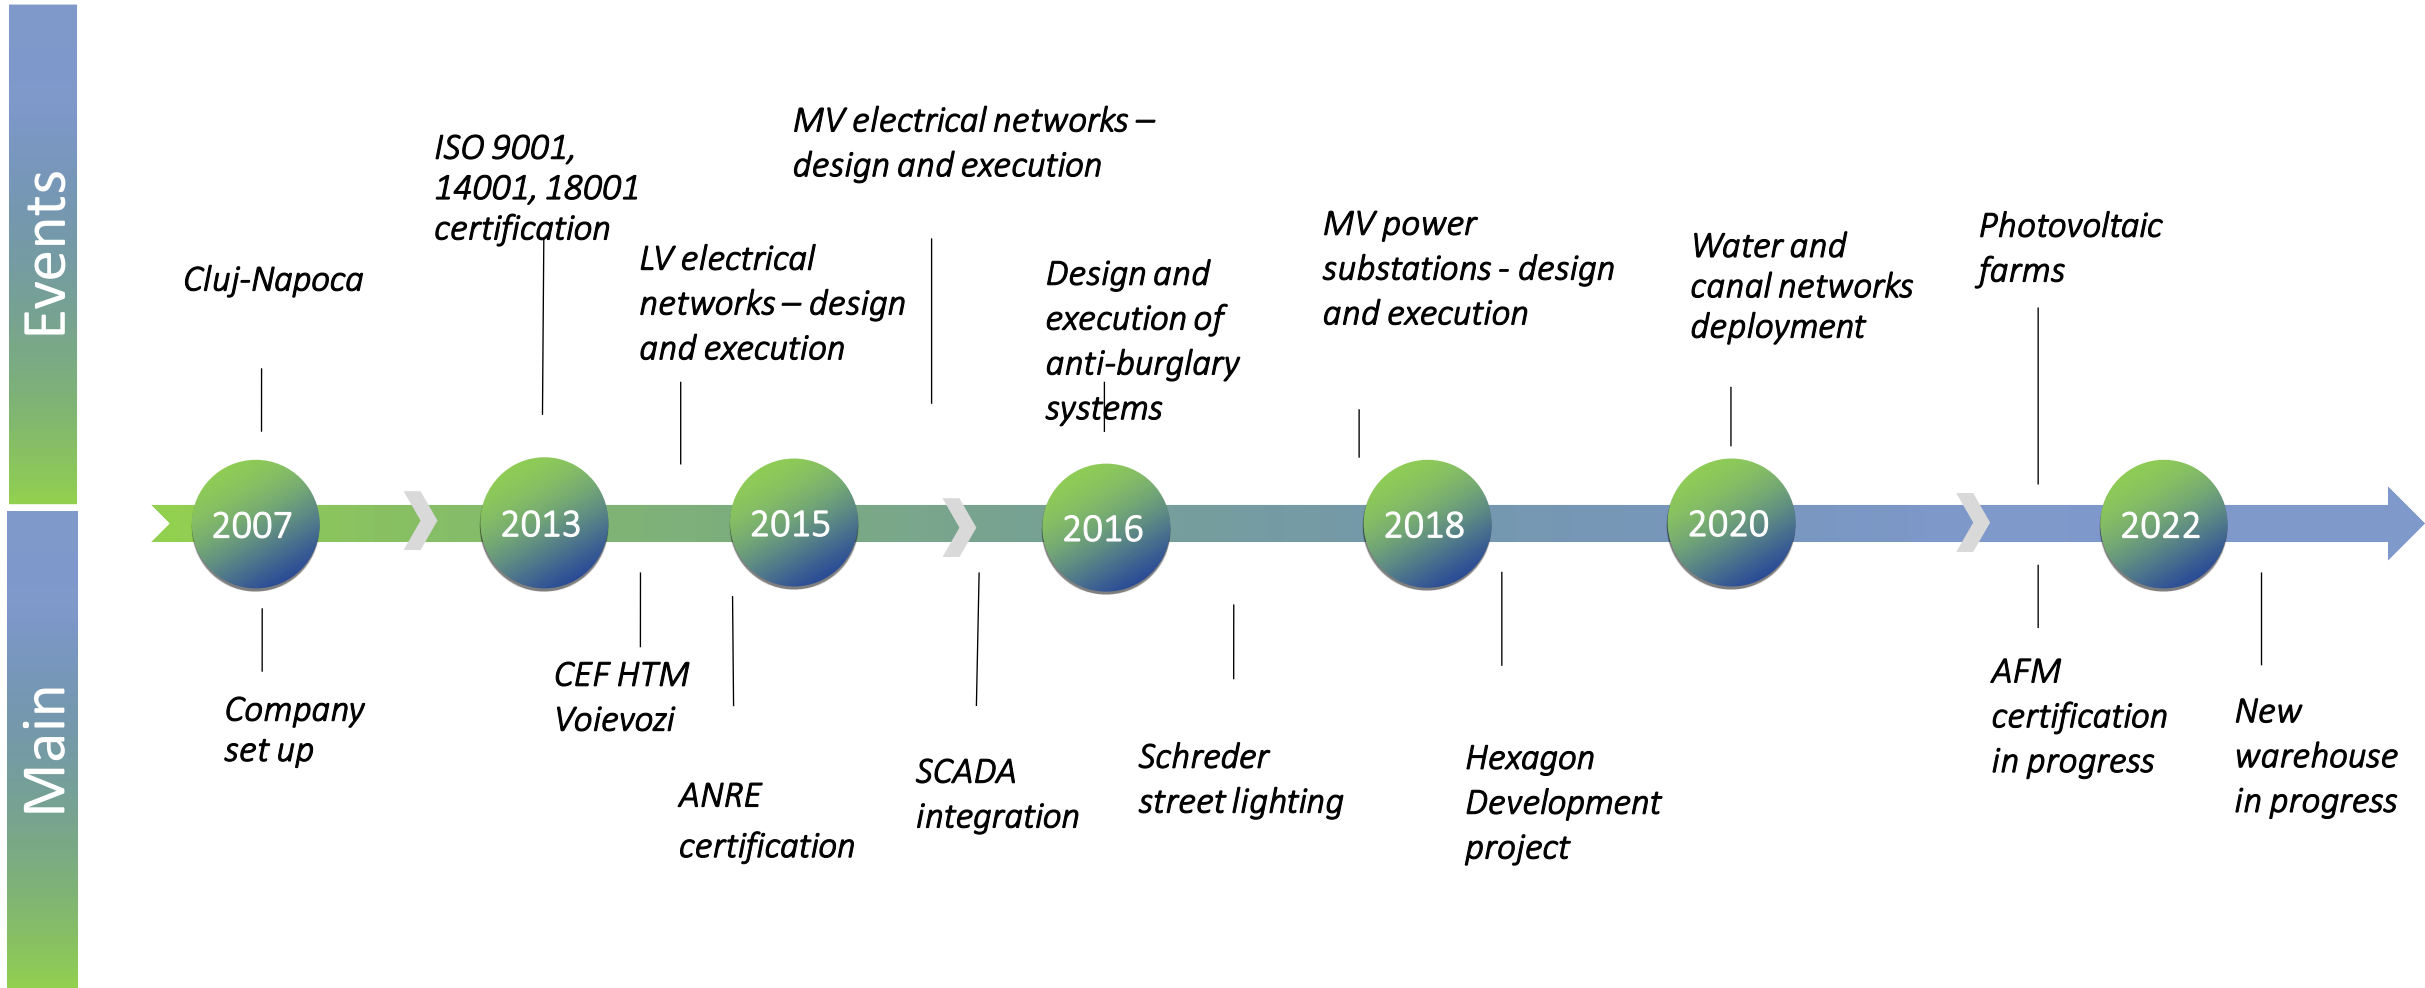 Events
Cluj-Napoca
ISO 9001,
14001, 18001
certification
LV electrical
networks – design
and execution
MV electrical networks –
design and execution
Design and
execution of
anti-burglary
systems
MV power
substations - design
and execution
Water and
canal networks
deployment
Photovoltaic
farms
2007
2013
2015
2016
2018
2020
2022
Main
Company
set up
CEF HTM
Voievozi
ANRE
certification
SCADA
integration
Schreder
street lighting
Hexagon
Development
project
AFM
certification
in progress
New
warehouse
in progress